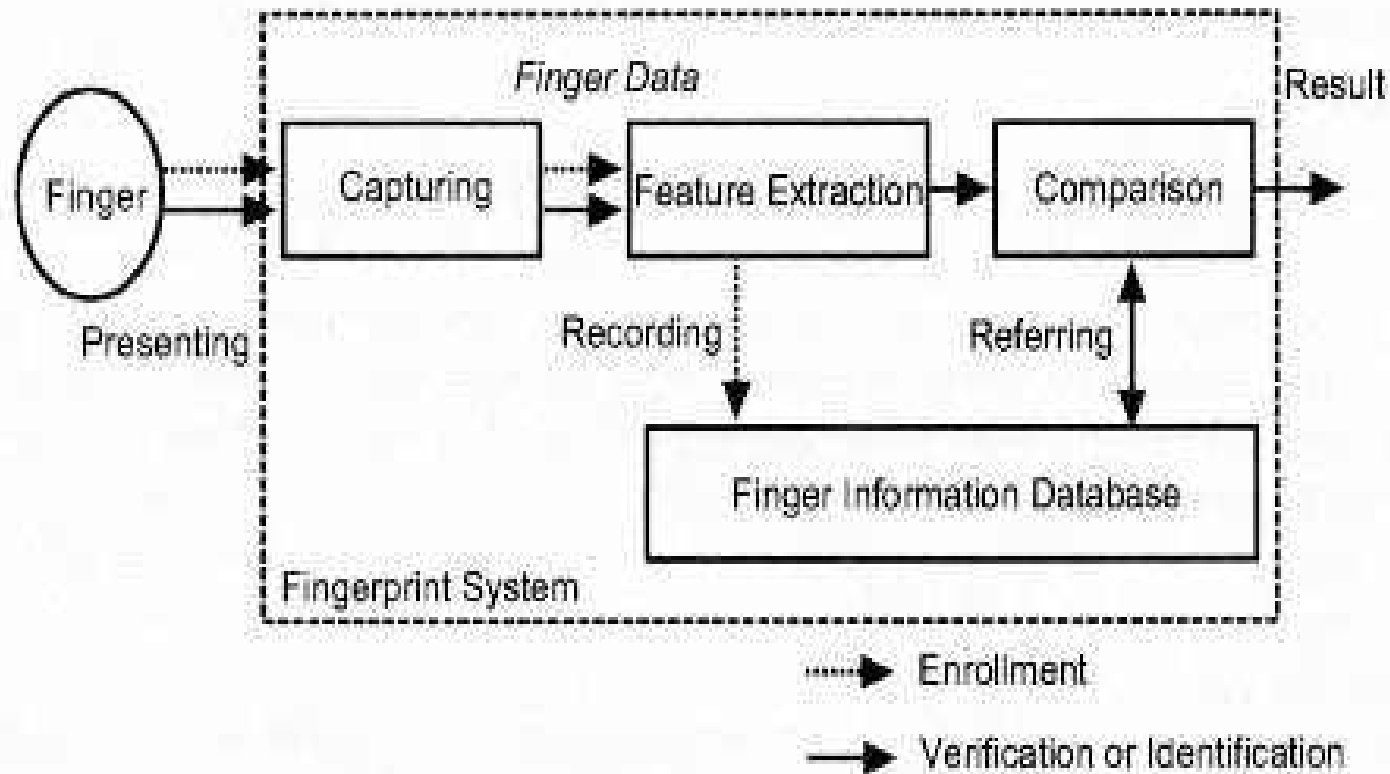 Finger Data
Result
Finger
Capturing
Feature Extraction
Comparison
Presenting
Recording
Referring
Finger Information Database
Fingerprint System
Enrollment
Verification or Identification